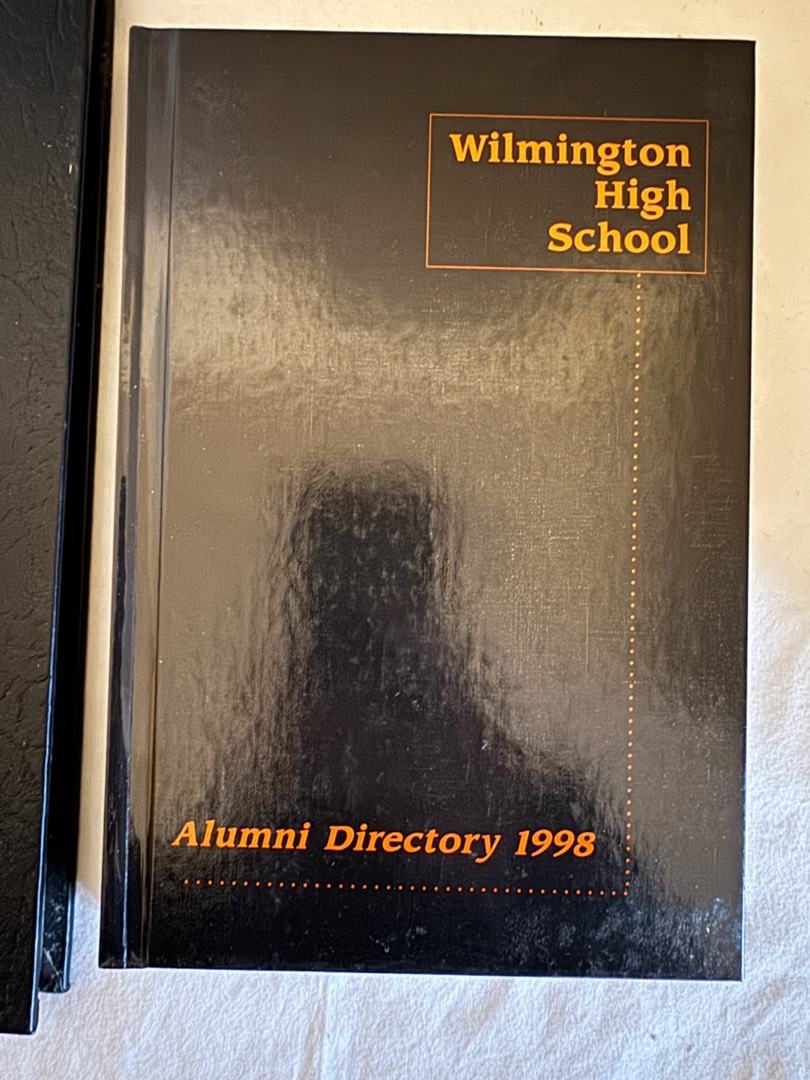 Wilmington
High
School
Alumni Directory 1998